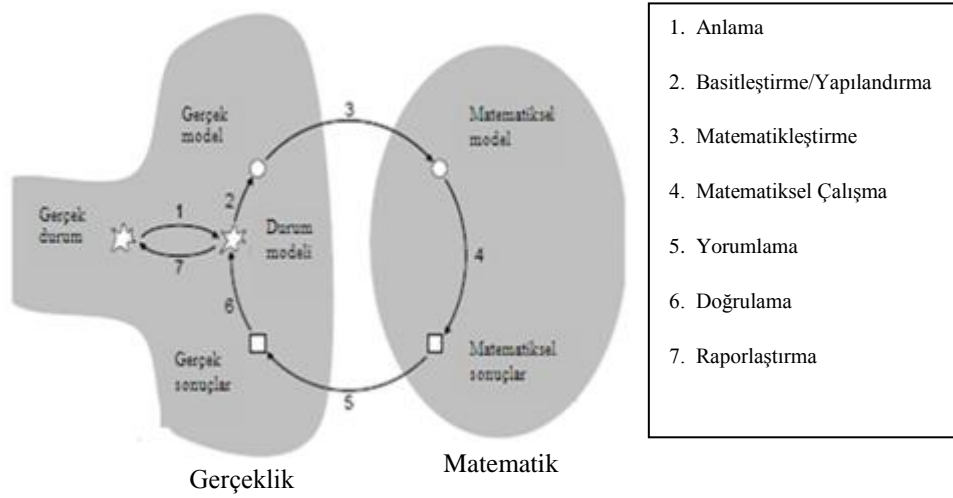 Gerçek
model
3
Matematiksel
model
Gerçek
durum
1
7
2
Durum
modeli
4
6
Gerçek
sonuçlar
5
Matematiksel
sonuçlar
Gerçeklik
Matematik
1. Anlama
2. Basitleştirme/Yapılandırma
3. Matematikleştirme
4. Matematiksel Çalışma
5. Yorumlama
6. Doğrulama
7. Raporlaştırma